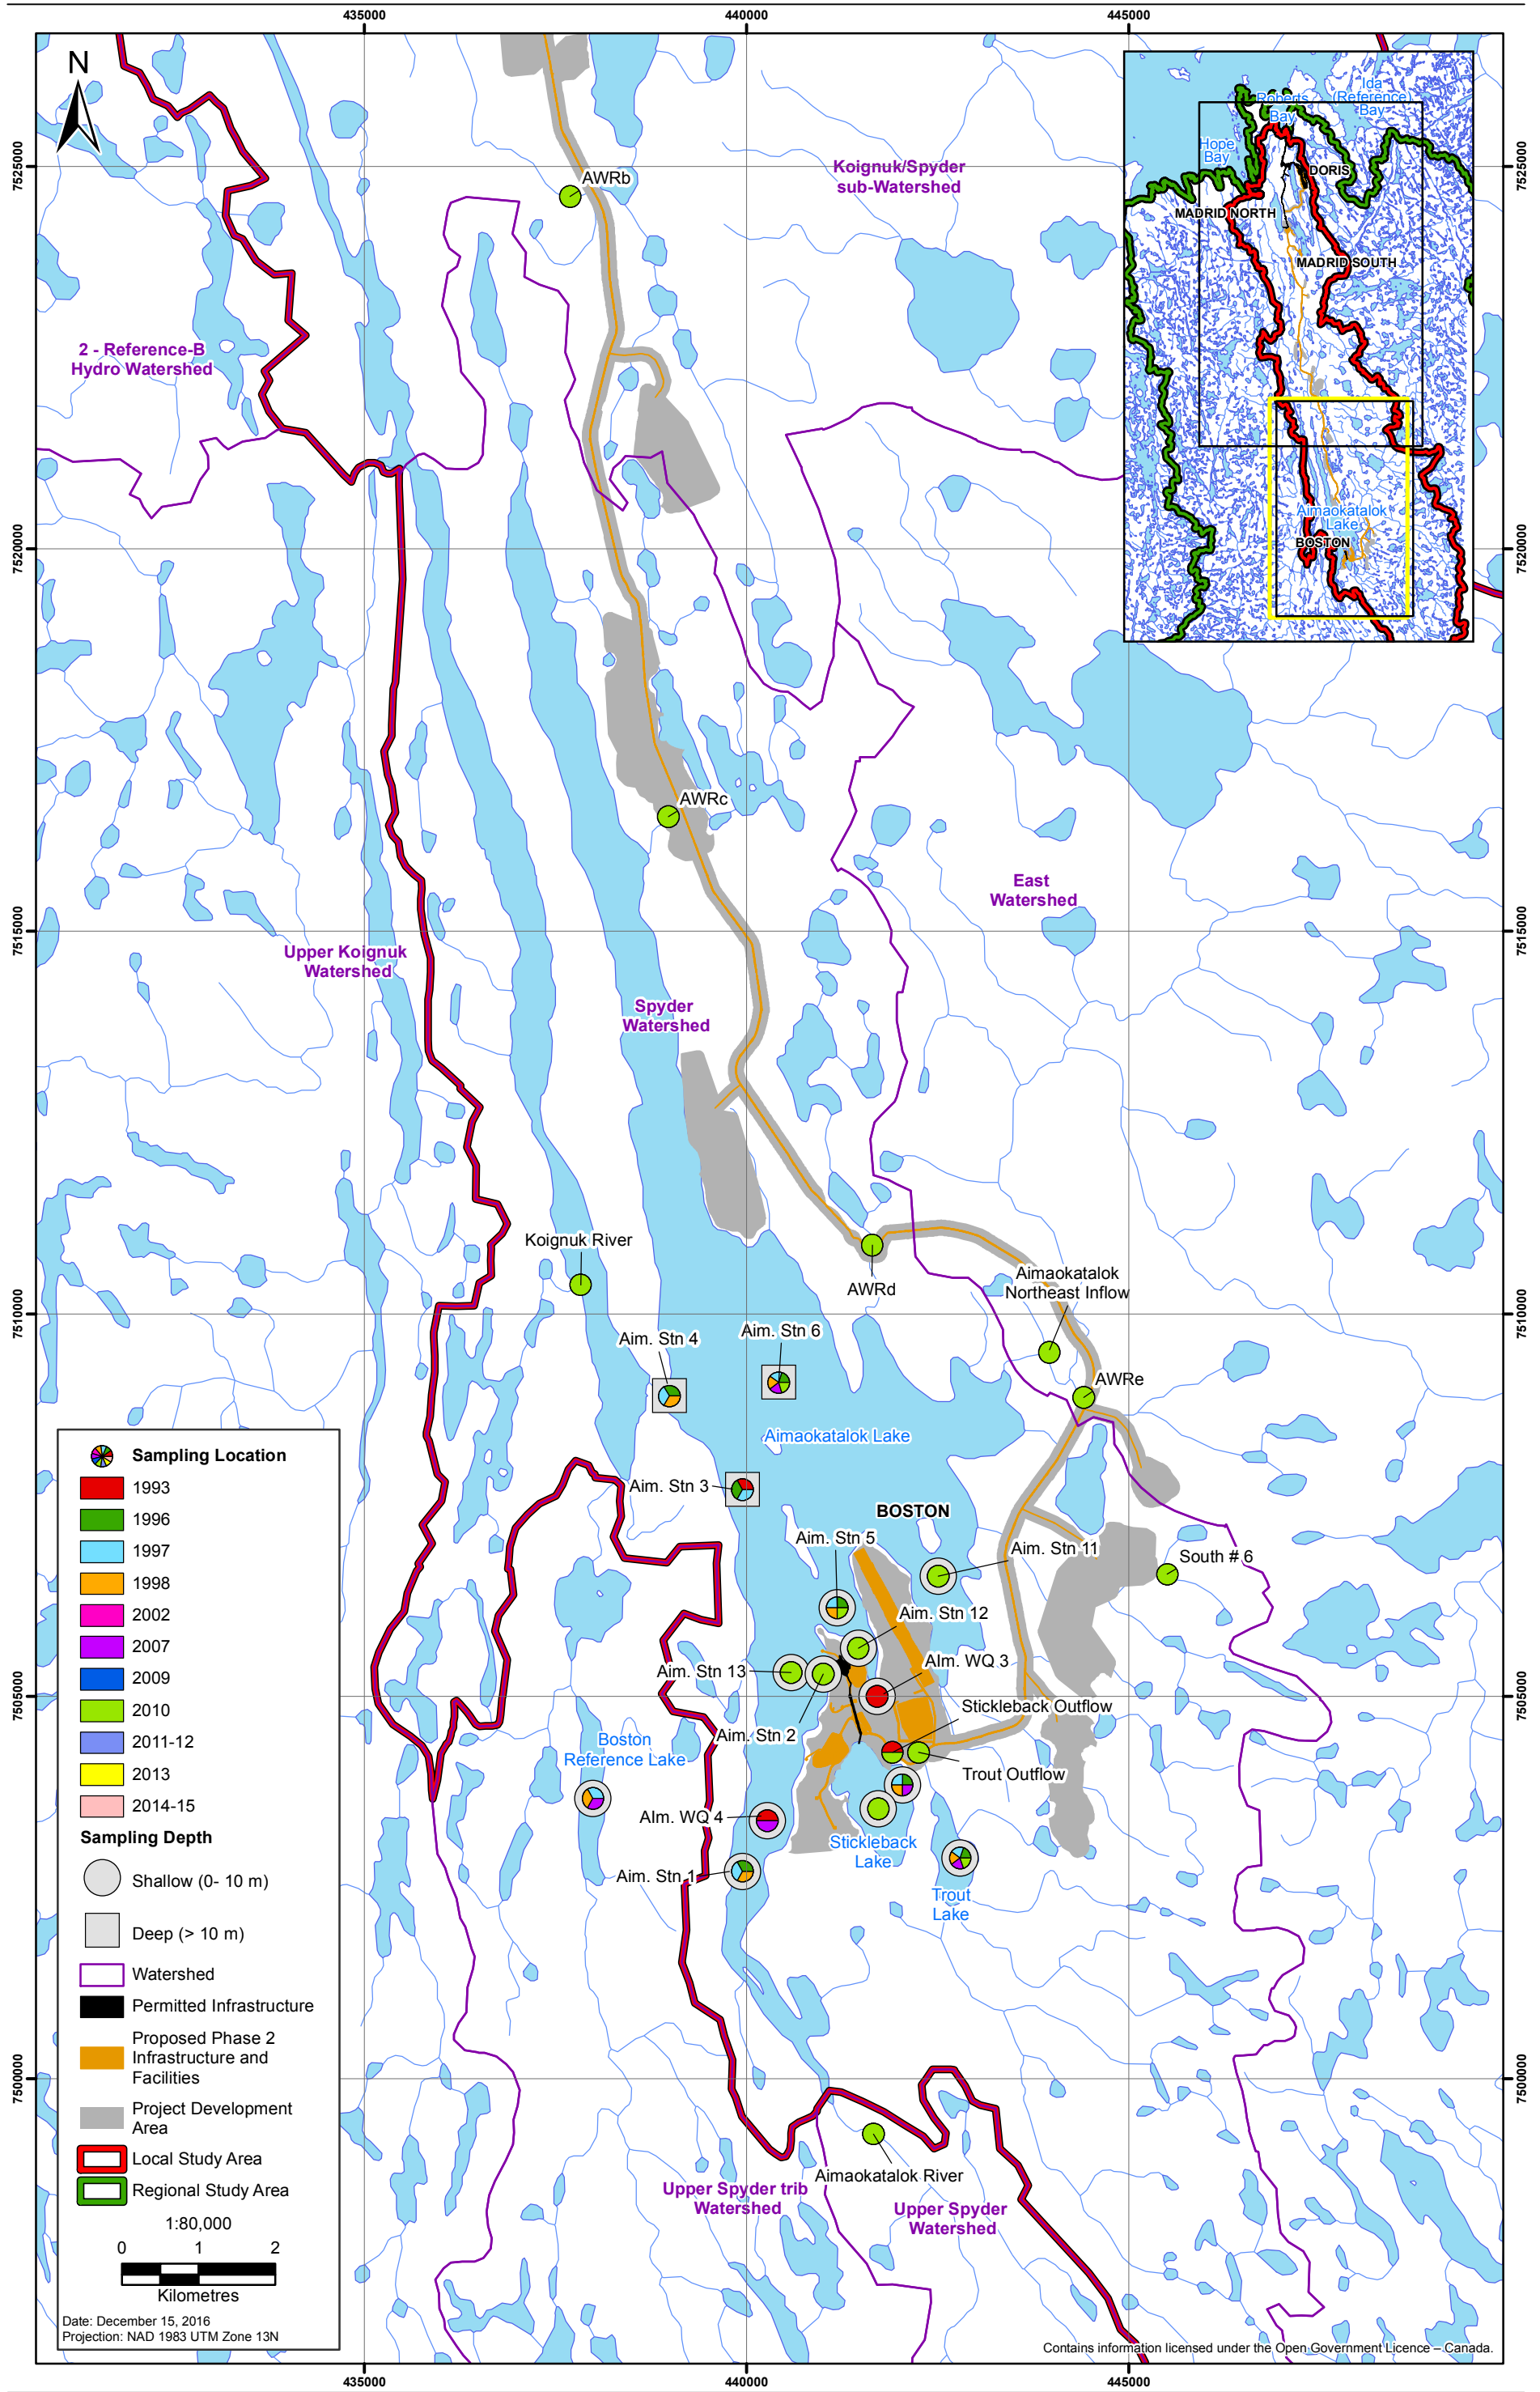 435000
440000
445000
N
7525000
7525000
AWRb
Koignuk/Spyder
sub-Watershed
Roberts
Bay
Ida
(Reference)
Bay
Hope
Bay
DORIS
MADRID NORTH
MADRID SOUTH
Aimaokatalok
Lake
BOSTON
2 - Reference-B
Hydro Watershed
7520000
7520000
AWRc
East
Watershed
7515000
7515000
Upper Koignuk
Watershed
Spyder
Watershed
Koignuk River
AWRd
Aimaokatalok
Northeast Inflow
7510000
7510000
Aim. Stn 4
Aim. Stn 6
AWRe
Aimaokatalok Lake
Aim. Stn 3
BOSTON
Aim. Stn 5
Aim. Stn 11
South # 6
Aim. Stn 12
Aim. Stn 13
AIm. WQ 3
7505000
7505000
Stickleback Outflow
Aim. Stn 2
Boston
Reference Lake
Trout Outflow
AIm. WQ 4
Stickleback
Lake
Aim. Stn 1
Trout
Lake
7500000
7500000
Aimaokatalok River
Upper Spyder trib
Watershed
Upper Spyder
Watershed
Sampling Location
1993
1996
1997
1998
2002
2007
2009
2010
2011-12
2013
2014-15
Sampling Depth
Shallow (0- 10 m)
Deep (> 10 m)
Watershed
Permitted Infrastructure
Proposed Phase 2
Infrastructure and
Facilities
Project Development
Area
Local Study Area
Regional Study Area
1:80,000
0 1 2
Kilometres
Date: December 15, 2016
Projection: NAD 1983 UTM Zone 13N
Contains information licensed under the Open Government Licence – Canada.
435000
440000
445000